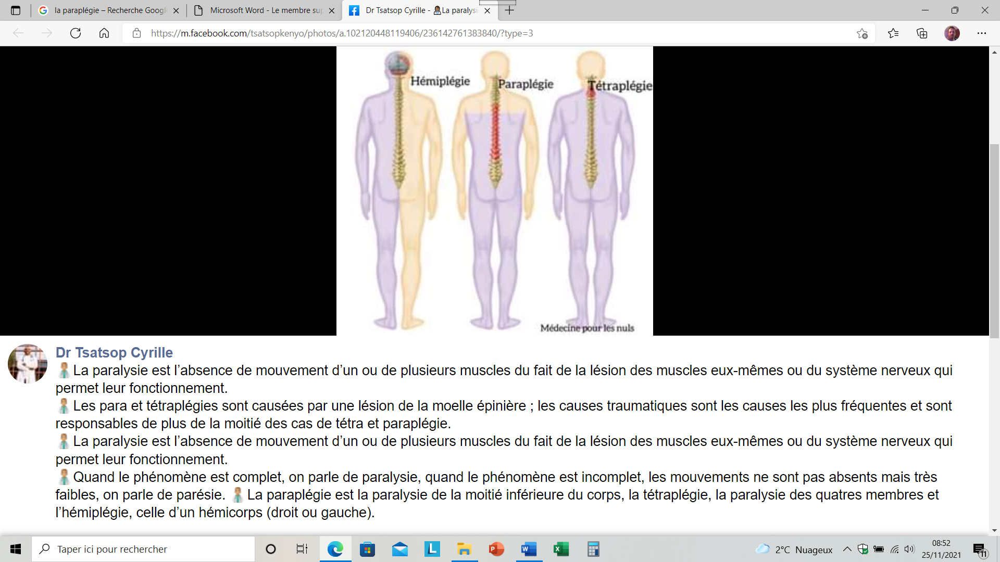 la paraplégie – Recherche Googl
Microsoft Word - Le membre su
Dr Tsatsop Cyrille - La paralysi
https://m.facebook.com/tsatsopkenyo/photos/a.102120448119406/236142761383840/?type=3
Hémiplégie
Paraplégie
Tétraplégie
Médecine pour les nuls
Dr Tsatsop Cyrille
La paralysie est l’absence de mouvement d’un ou de plusieurs muscles du fait de la lésion des muscles eux-mêmes ou du système nerveux qui
permet leur fonctionnement.
Les para et tétraplégies sont causées par une lésion de la moelle épinière ; les causes traumatiques sont les causes les plus fréquentes et sont
responsables de plus de la moitié des cas de tétra et paraplégie.
La paralysie est l’absence de mouvement d’un ou de plusieurs muscles du fait de la lésion des muscles eux-mêmes ou du système nerveux qui
permet leur fonctionnement.
Quand le phénomène est complet, on parle de paralysie, quand le phénomène est incomplet, les mouvements ne sont pas absents mais très
faibles, on parle de parésie. La paraplégie est la paralysie de la moitié inférieure du corps, la tétraplégie, la paralysie des quatres membres et
l’hémiplégie, celle d’un hémicorps (droit ou gauche).
Taper ici pour rechercher
2°C Nuageux
08:52
25/11/2021
11